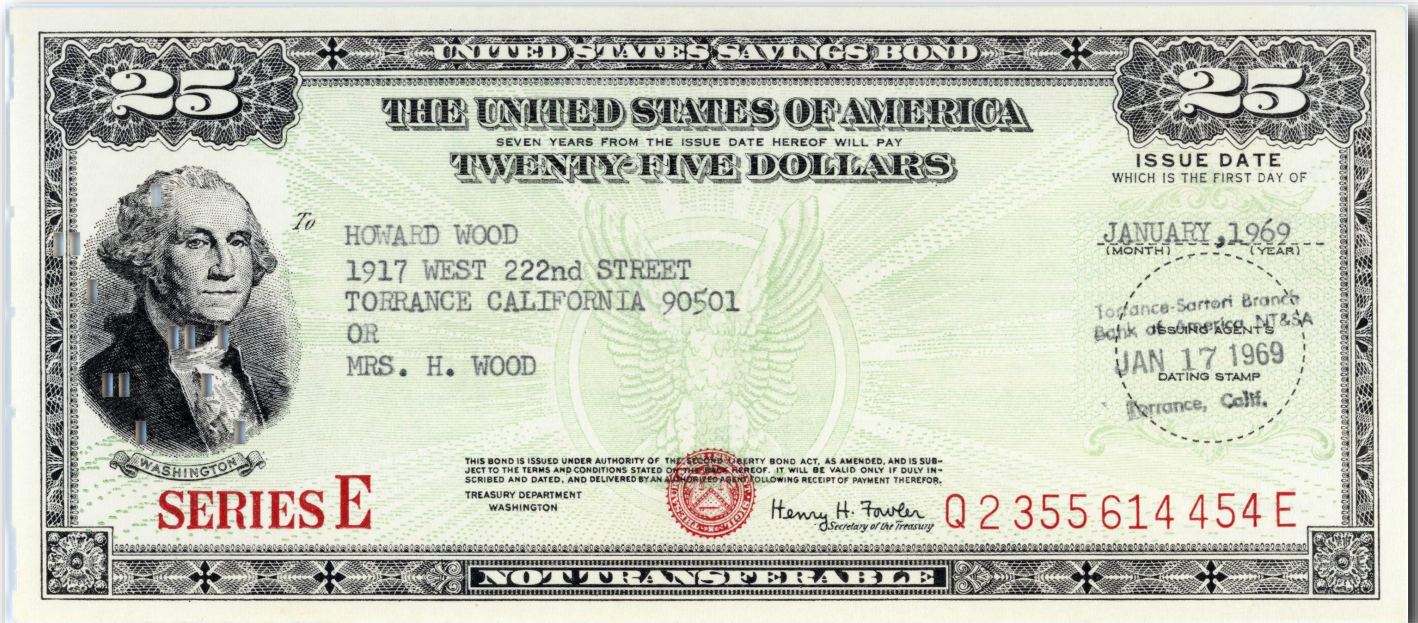 UNITED STATES SAVINGS BOND
25
25
THE UNITED STATES OF AMERICA
SEVEN YEARS FROM THE ISSUE DATE HEREOF WILL PAY
TWENTY-FIVE DOLLARS
ISSUE DATE
WHICH IS THE FIRST DAY OF
JANUARY, 1969
(MONTH) (YEAR)
To
HOWARD WOOD
1917 WEST 222nd STREET
TORRANCE CALIFORNIA 90501
OR
MRS. H. WOOD
Torrance-Sartori Branch
Bank of America NT&SA
ISSUING AGENT'S
JAN 17 1969
DATING STAMP
Torrance, Calif.
WASHINGTON
SERIES E
THIS BOND IS ISSUED UNDER AUTHORITY OF THE SECOND LIBERTY BOND ACT, AS AMENDED, AND IS SUB-
JECT TO THE TERMS AND CONDITIONS STATED ON THE BACK HEREOF. IT WILL BE VALID ONLY IF DULY IN-
SCRIBED AND DATED, AND DELIVERED BY AN AUTHORIZED AGENT FOLLOWING RECEIPT OF PAYMENT THEREFOR.
TREASURY DEPARTMENT
WASHINGTON
Henry H. Fowler
Secretary of the Treasury
Q 2 355 614 454 E
NOT TRANSFERABLE